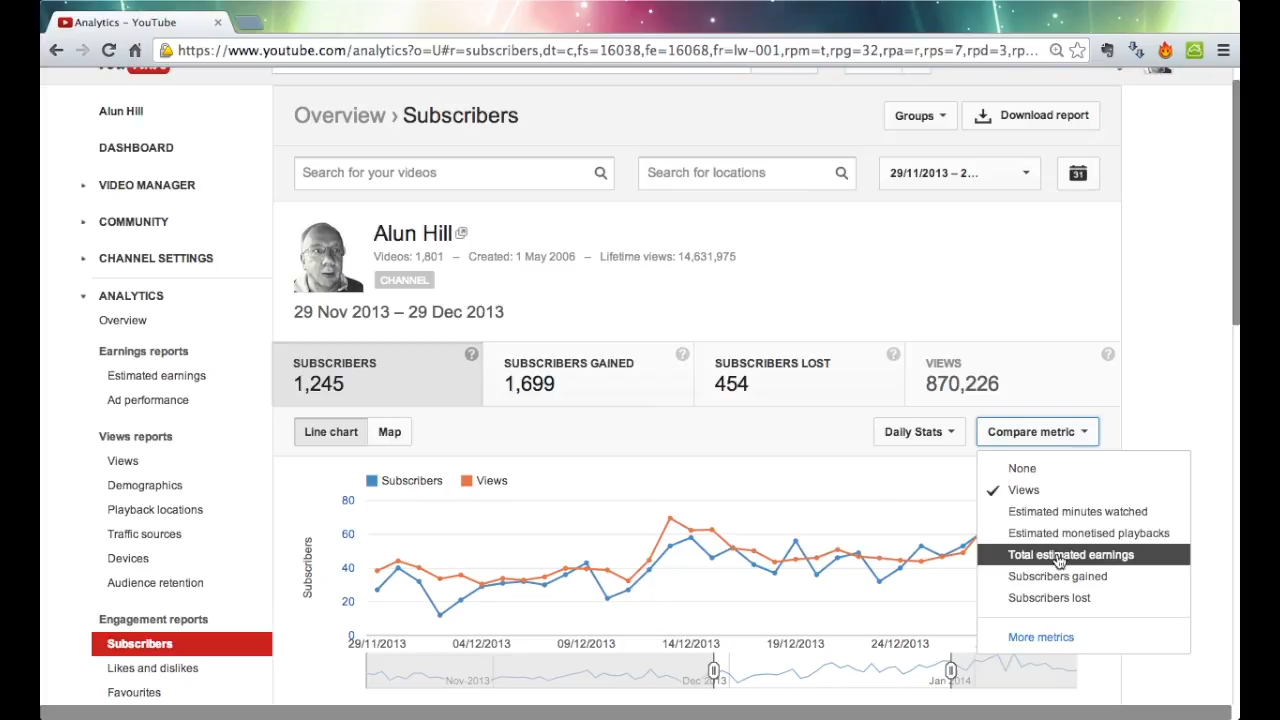 Analytics - YouTube
https://www.youtube.com/analytics?o=U#r=subscribers,dt=c,fs=16038,fe=16068,fr=lw-001,rpm=t,rpg=32,rpa=r,rps=7,rpd=3,rp...
Alun Hill
DASHBOARD
VIDEO MANAGER
COMMUNITY
CHANNEL SETTINGS
ANALYTICS
Overview
Earnings reports
Estimated earnings
Ad performance
Views reports
Views
Demographics
Playback locations
Traffic sources
Devices
Audience retention
Engagement reports
Subscribers
Likes and dislikes
Favourites
Overview › Subscribers
Groups
Download report
Search for your videos
Search for locations
29/11/2013 – 2...
31
Alun Hill
Videos: 1,801 – Created: 1 May 2006 – Lifetime views: 14,631,975
CHANNEL
29 Nov 2013 – 29 Dec 2013
SUBSCRIBERS ?
1,245
SUBSCRIBERS GAINED ?
1,699
SUBSCRIBERS LOST ?
454
VIEWS ?
870,226
Line chart
Map
Daily Stats
Compare metric
None
Views
Estimated minutes watched
Estimated monetised playbacks
Total estimated earnings
Subscribers gained
Subscribers lost
More metrics
Subscribers
Views
Subscribers
80
60
40
20
0
29/11/2013
04/12/2013
09/12/2013
14/12/2013
19/12/2013
24/12/2013
Nov 2013
Dec 2013
Jan 2014